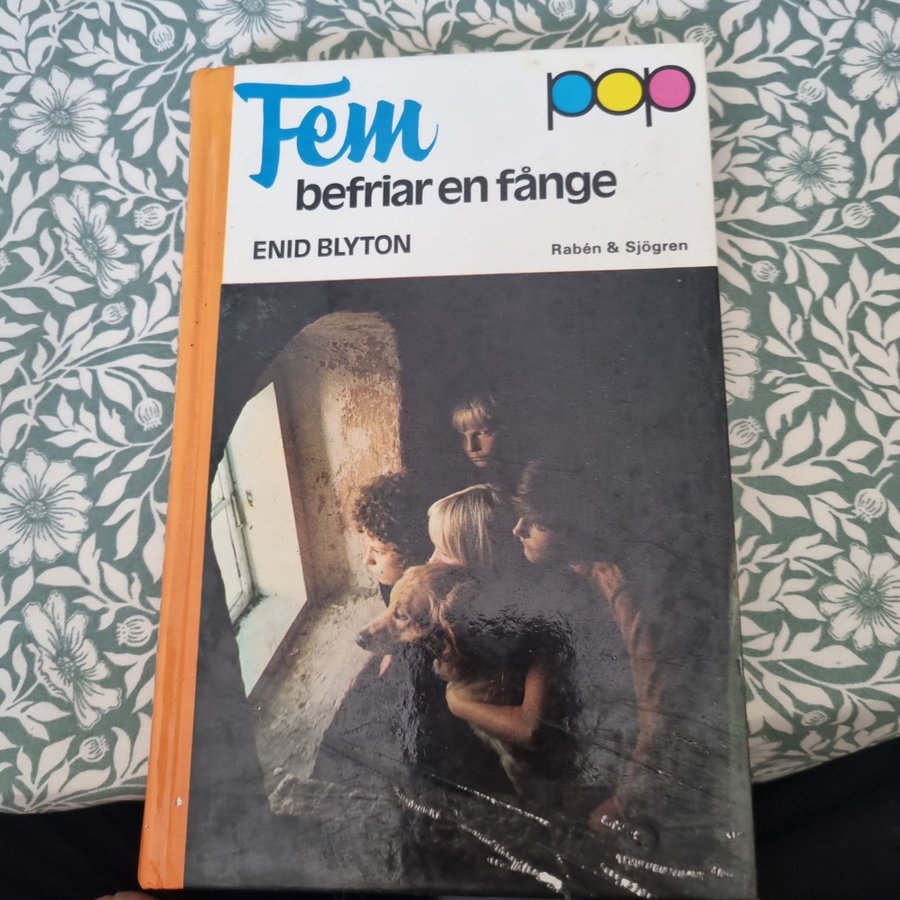 Fem
pop
befriar en fånge
ENID BLYTON
Rabén & Sjögren